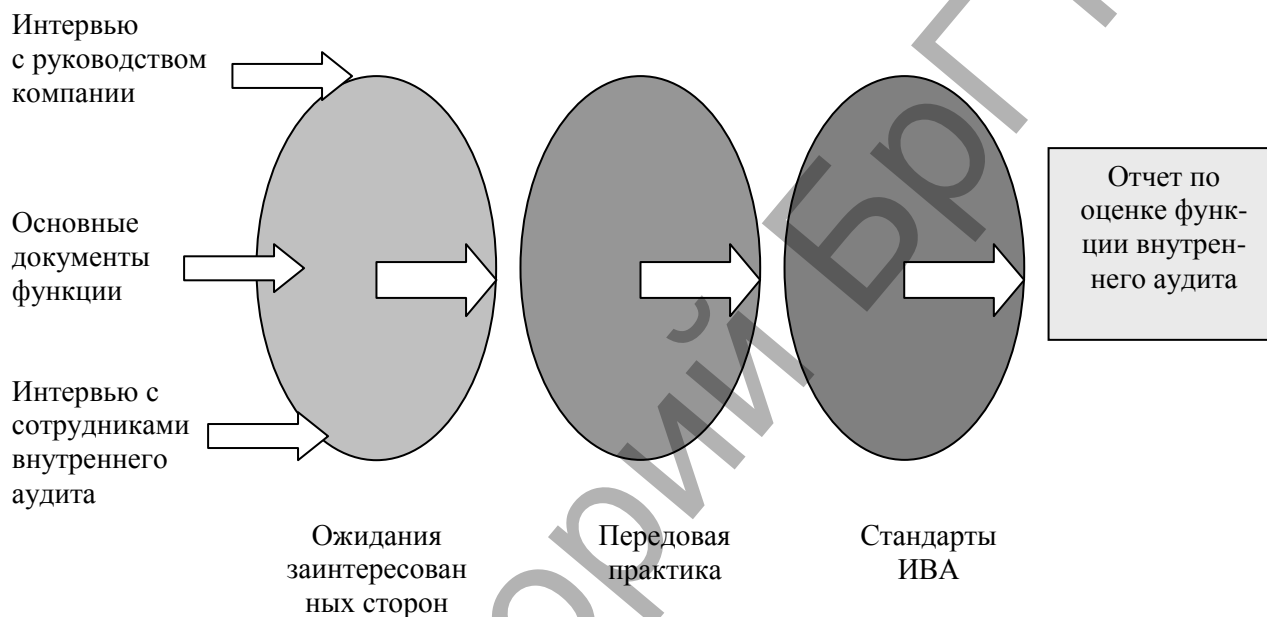 Интервью
с руководством
компании
Основные
документы
функции
Интервью с
сотрудниками
внутреннего
аудита
Ожидания
заинтересован
ных сторон
Передовая
практика
Стандарты
ИВА
Отчет по
оценке функ-
ции внутрен-
него аудита